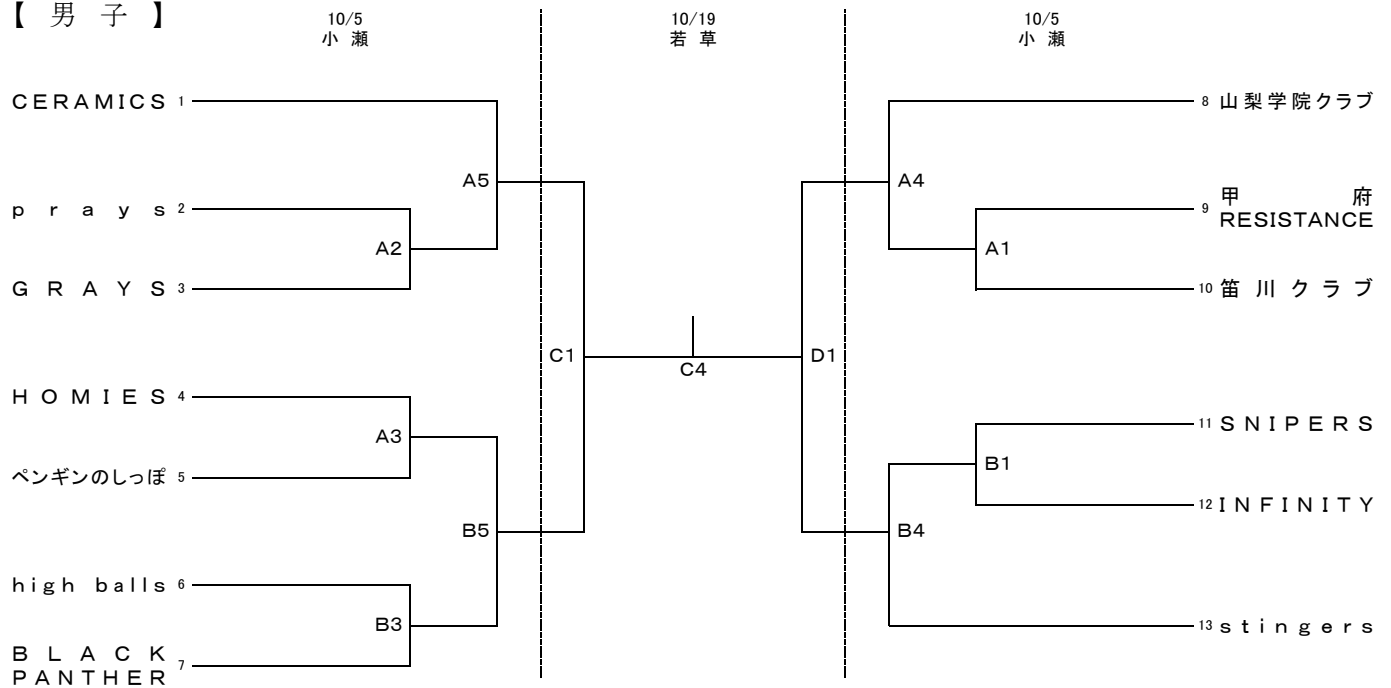 【 男 子 】
10/5
小 瀬
10/19
若 草
10/5
小 瀬
CERAMICS 1
8 山梨学院クラブ
A5
A4
p r a y s 2
9 甲 府
RESISTANCE
A2
A1
G R A Y S 3
10 笛 川 ク ラ ブ
C1
D1
C4
H O M I E S 4
11 S N I P E R S
A3
B1
ペンギンのしっぽ 5
12 I N F I N I T Y
B5
B4
high balls 6
B3
13 s t i n g e r s
B L A C K
PANTHER 7